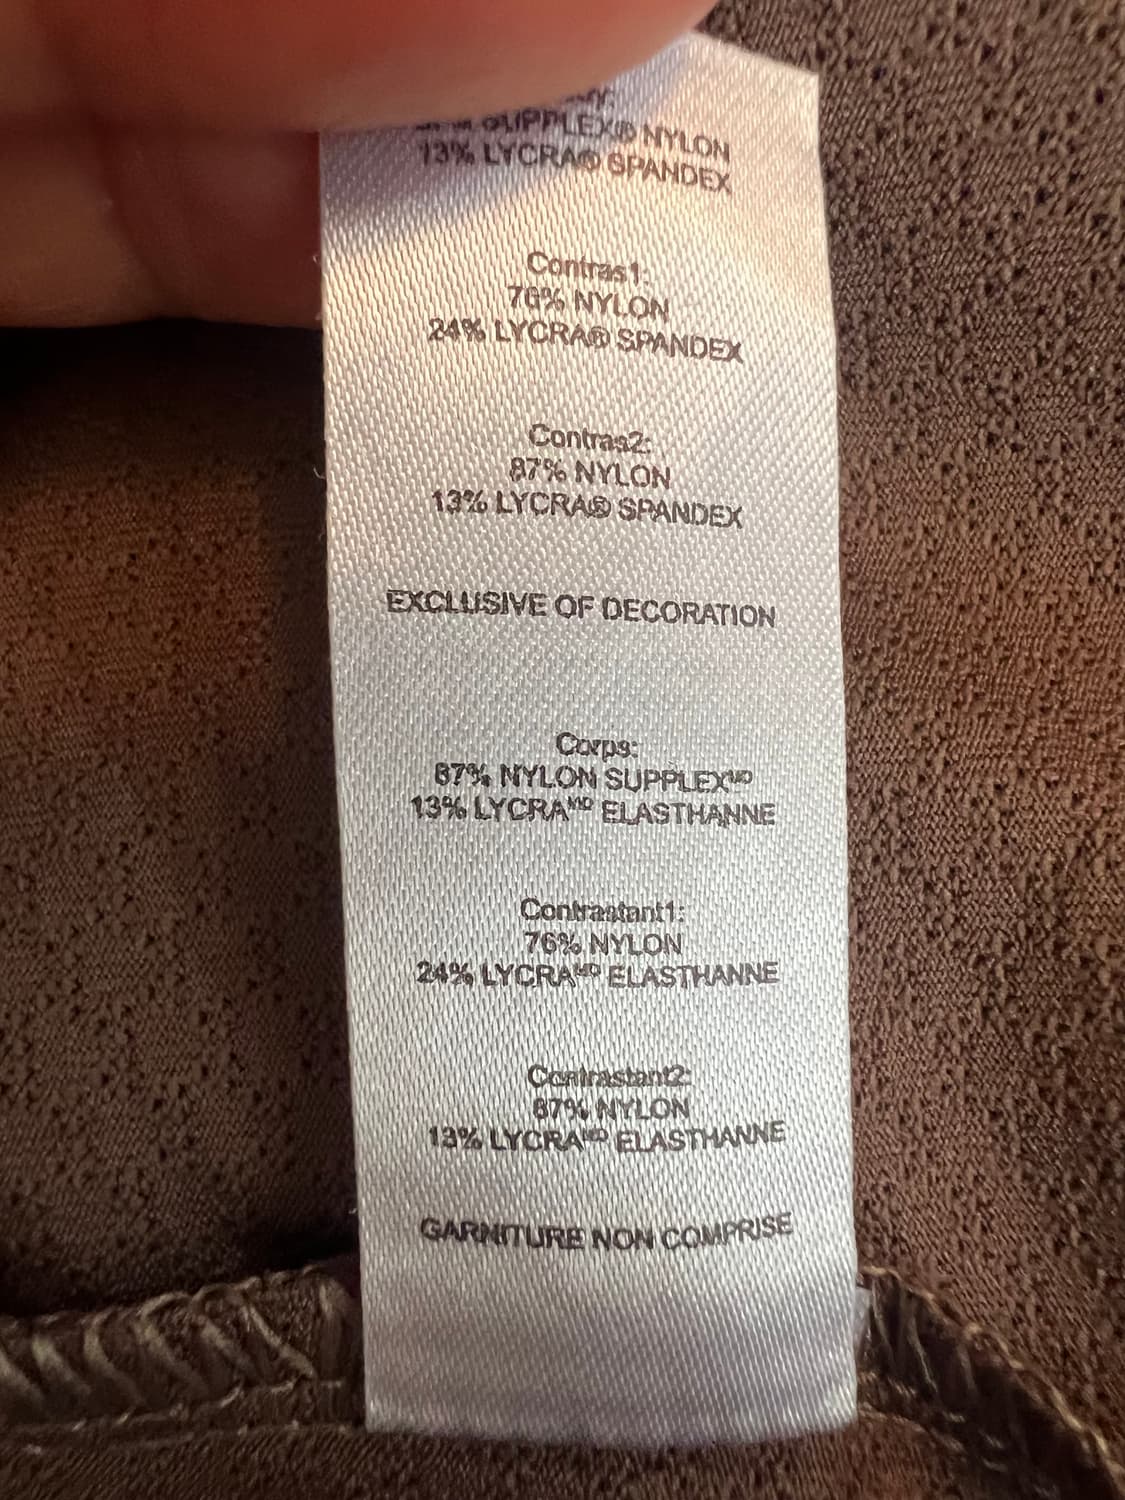 SUPPLEX® NYLON
13% LYCRA® SPANDEX
Contras1:
76% NYLON
24% LYCRA® SPANDEX
Contras2:
87% NYLON
13% LYCRA® SPANDEX
EXCLUSIVE OF DECORATION
Corps:
87% NYLON SUPPLEXMD
13% LYCRAMD ELASTHANNE
Contrastant1:
76% NYLON
24% LYCRAMD ELASTHANNE
Contrastant2:
87% NYLON
13% LYCRAMD ELASTHANNE
GARNITURE NON COMPRISE